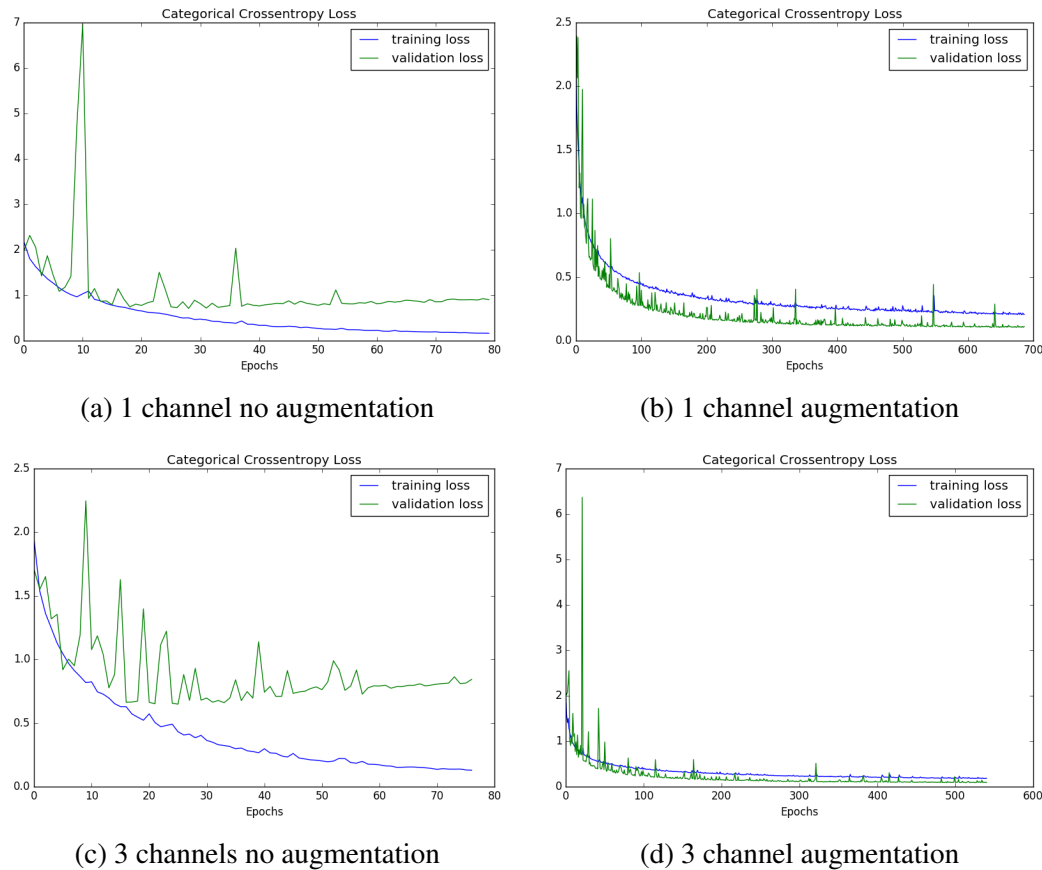 Categorical Crossentropy Loss
7
6
5
4
3
2
1
0
training loss
validation loss
0 10 20 30 40 50 60 70 80
Epochs
(a) 1 channel no augmentation
Categorical Crossentropy Loss
2.5
2.0
1.5
1.0
0.5
0.0
training loss
validation loss
0 100 200 300 400 500 600 700
Epochs
(b) 1 channel augmentation
Categorical Crossentropy Loss
2.5
2.0
1.5
1.0
0.5
0.0
training loss
validation loss
0 10 20 30 40 50 60 70 80
Epochs
(c) 3 channels no augmentation
Categorical Crossentropy Loss
7
6
5
4
3
2
1
0
training loss
validation loss
0 100 200 300 400 500 600
Epochs
(d) 3 channel augmentation